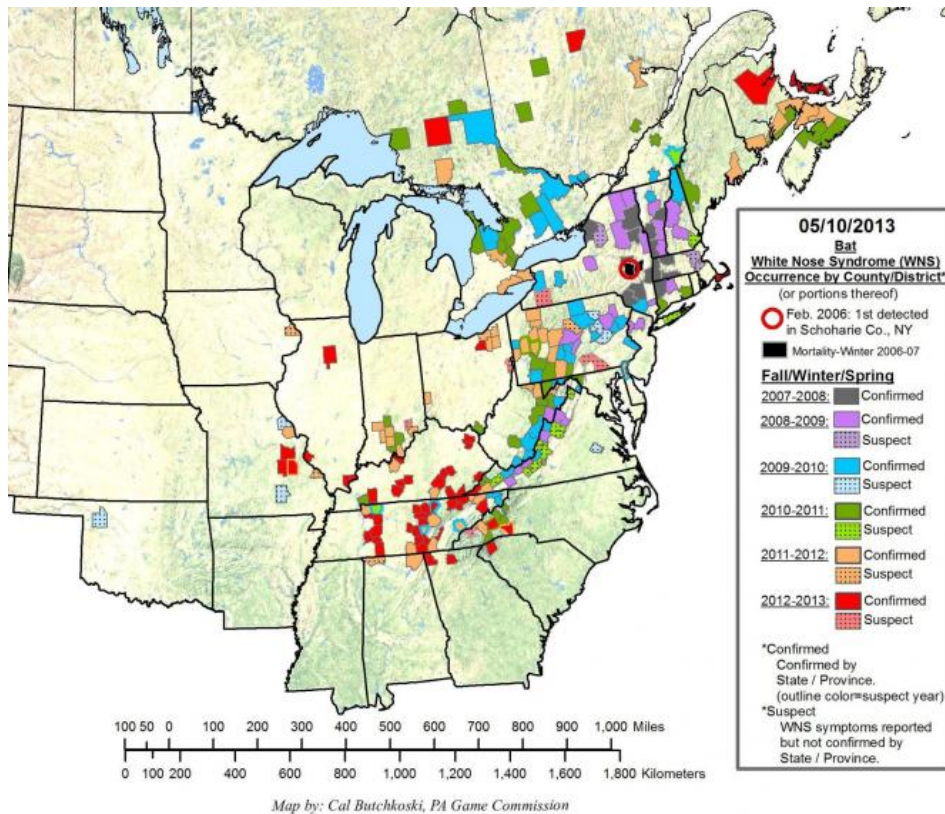 05/10/2013
Bat
White Nose Syndrome (WNS)
Occurrence by County/District*
(or portions thereof)
Feb. 2006: 1st detected
in Schoharie Co., NY
Mortality-Winter 2006-07
Fall/Winter/Spring
2007-2008: Confirmed
2008-2009: Confirmed
Suspect
2009-2010: Confirmed
Suspect
2010-2011: Confirmed
Suspect
2011-2012: Confirmed
Suspect
2012-2013: Confirmed
Suspect
*Confirmed
Confirmed by
State / Province.
(outline color=suspect year)
*Suspect
WNS symptoms reported
but not confirmed by
State / Province.
100 50 0 100 200 300 400 500 600 700 800 900 1,000 Miles
0 100 200 400 600 800 1,000 1,200 1,400 1,600 1,800 Kilometers
Map by: Cal Butchkoski, PA Game Commission